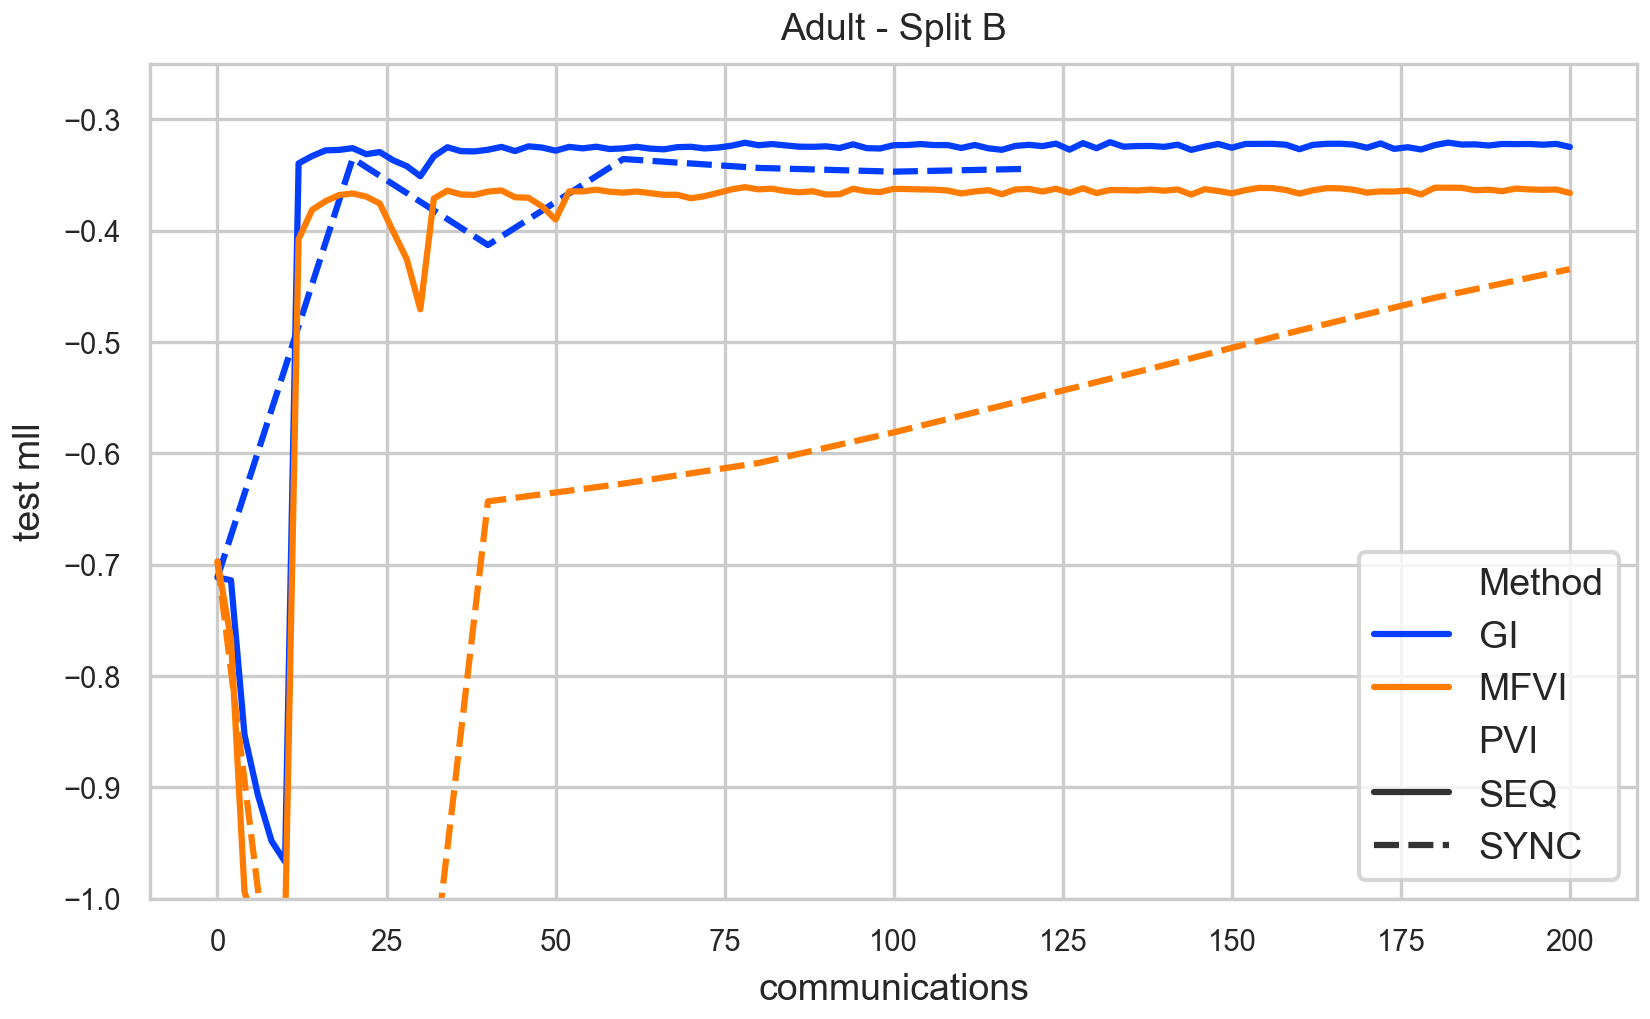 Adult - Split B
test mll
−0.3
−0.4
−0.5
−0.6
−0.7
−0.8
−0.9
−1.0
0 25 50 75 100 125 150 175 200
communications
Method
GI
MFVI
PVI
SEQ
SYNC